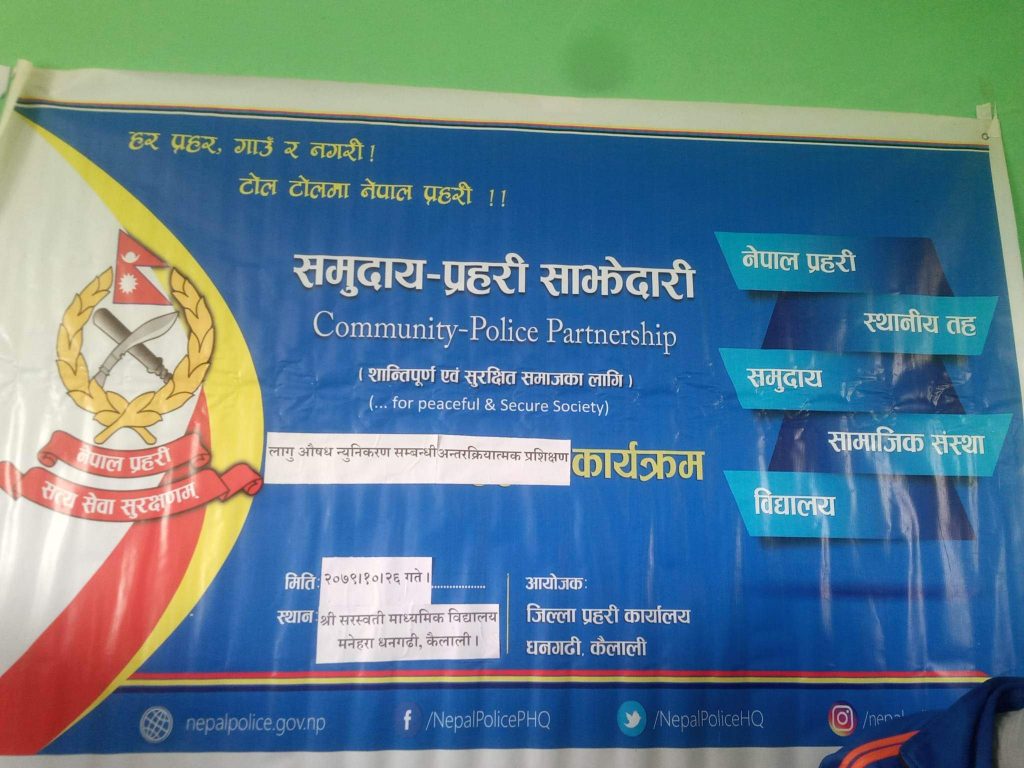 हर प्रहर, गाउँ र नगरी!
टोल टोलमा नेपाल प्रहरी !!
समुदाय-प्रहरी साझेदारी
Community-Police Partnership
( शान्तिपूर्ण एवं सुरक्षित समाजका लागि )
(... for peaceful & Secure Society)
लागु औषध न्युनिकरण सम्बन्धी अन्तरक्रियात्मक प्रशिक्षण कार्यक्रम
नेपाल प्रहरी
स्थानीय तह
समुदाय
सामाजिक संस्था
विद्यालय
नेपाल प्रहरी
सत्य सेवा सुरक्षणम्
मिति: २०७९।१०।२६ गते।..................
स्थान: श्री सरस्वती माध्यमिक विद्यालय
मनेहरा धनगढी, कैलाली।
आयोजक:
जिल्ला प्रहरी कार्यालय
धनगढी, कैलाली
nepalpolice.gov.np
/NepalPolicePHQ
/NepalPoliceHQ